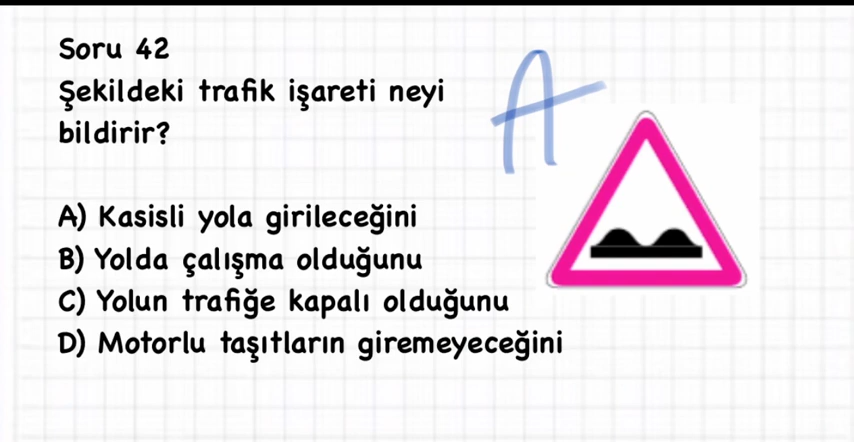 Soru 42
Şekildeki trafik işareti neyi
bildirir?
A
A) Kasisli yola girileceğini
B) Yolda çalışma olduğunu
C) Yolun trafiğe kapalı olduğunu
D) Motorlu taşıtların giremeyeceğini